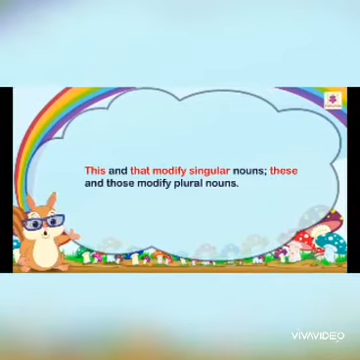 This and that modify singular nouns; these
and those modify plural nouns.
VIVAVIDEO